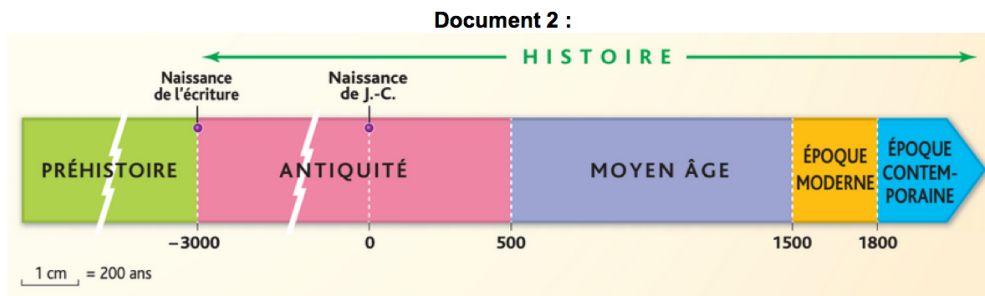 Document 2 :
HISTOIRE
Naissance
de l'écriture
Naissance
de J.-C.
PRÉHISTOIRE
ANTIQUITÉ
MOYEN ÂGE
ÉPOQUE
MODERNE
ÉPOQUE
CONTEM-
PORAINE
−3000
0
500
1500
1800
1 cm = 200 ans